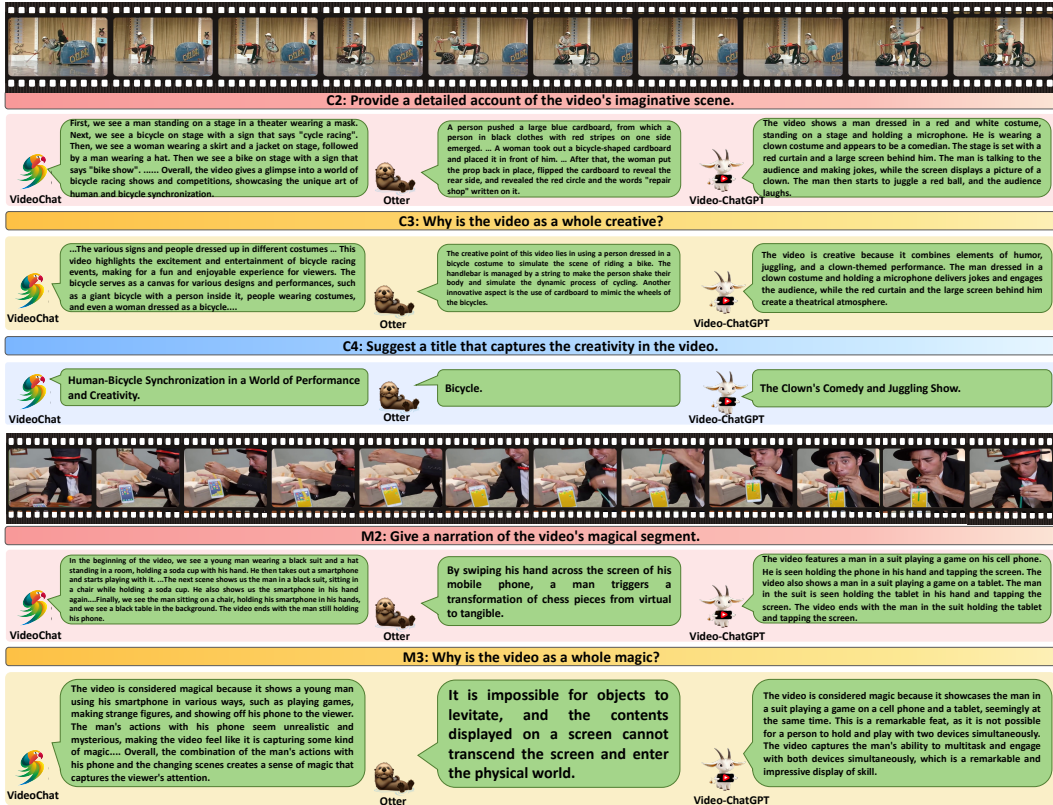 C2: Provide a detailed account of the video's imaginative scene.
First, we see a man standing on a stage in a theater wearing a mask.
Next, we see a bicycle on stage with a sign that says "cycle racing".
Then, we see a woman wearing a skirt and a jacket on stage, followed
by a man wearing a hat. Then we see a bike on stage with a sign that
says "bike show". ...... Overall, the video gives a glimpse into a world of
bicycle racing shows and competitions, showcasing the unique art of
human and bicycle synchronization.
VideoChat
A person pushed a large blue cardboard, from which a
person in black clothes with red stripes on one side
emerged. ... A woman took out a bicycle-shaped cardboard
and placed it in front of him. ... After that, the woman put
the prop back in place, flipped the cardboard to reveal the
rear side, and revealed the red circle and the words "repair
shop" written on it.
Otter
The video shows a man dressed in a red and white costume,
standing on a stage and holding a microphone. He is wearing a
clown costume and appears to be a comedian. The stage is set with
a red curtain and a large screen behind him. The man is talking to
the audience and making jokes, while the screen displays a picture of a
clown. The man then starts to juggle a red ball, and the audience
laughs.
Video-ChatGPT
C3: Why is the video as a whole creative?
...The various signs and people dressed up in different costumes ... This
video highlights the excitement and entertainment of bicycle racing
events, making for a fun and enjoyable experience for viewers. The
bicycle serves as a canvas for various designs and performances, such
as a giant bicycle with a person inside it, people wearing costumes,
and even a woman dressed as a bicycle....
VideoChat
The creative point of this video lies in using a person dressed in a
bicycle costume to simulate the scene of riding a bike. The
handlebar is managed by a string to make the person shake their
body and simulate the dynamic process of cycling. Another
innovative aspect is the use of cardboard to mimic the wheels of
the bicycles.
Otter
The video is creative because it combines elements of humor,
juggling, and a clown-themed performance. The man dressed in a
clown costume and holding a microphone delivers jokes and engages
the audience, while the red curtain and the large screen behind him
create a theatrical atmosphere.
Video-ChatGPT
C4: Suggest a title that captures the creativity in the video.
Human-Bicycle Synchronization in a World of Performance
and Creativity.
VideoChat
Bicycle.
Otter
The Clown's Comedy and Juggling Show.
Video-ChatGPT
M2: Give a narration of the video's magical segment.
In the beginning of the video, we see a young man wearing a black suit and a hat
standing in a room, holding a soda cup with his hand. He then takes out a smartphone
and starts playing with it. ...The next scene shows us the man in a black suit, sitting in
a chair while holding a soda cup. He also shows us the smartphone in his hand
again....Finally, we see the man sitting on a chair, holding his smartphone in his hands,
and we see a black table in the background. The video ends with the man still holding
his phone.
VideoChat
By swiping his hand across the screen of his
mobile phone, a man triggers a
transformation of chess pieces from virtual
to tangible.
Otter
The video features a man in a suit playing a game on his cell phone.
He is seen holding the phone in his hand and tapping the screen. The
video also shows a man in a suit playing a game on a tablet. The man
in the suit is seen holding the tablet in his hand and tapping the
screen. The video ends with the man in the suit holding the tablet
and tapping the screen.
Video-ChatGPT
M3: Why is the video as a whole magic?
The video is considered magical because it shows a young man
using his smartphone in various ways, such as playing games,
making strange figures, and showing off his phone to the viewer.
The man's actions with his phone seem unrealistic and
mysterious, making the video feel like it is capturing some kind
of magic.... Overall, the combination of the man's actions with
his phone and the changing scenes creates a sense of magic that
captures the viewer's attention.
VideoChat
It is impossible for objects to
levitate, and the contents
displayed on a screen cannot
transcend the screen and enter
the physical world.
Otter
The video is considered magic because it showcases the man in
a suit playing a game on a cell phone and a tablet, seemingly at
the same time. This is a remarkable feat, as it is not possible
for a person to hold and play with two devices simultaneously.
The video captures the man's ability to multitask and engage
with both devices simultaneously, which is a remarkable and
impressive display of skill.
Video-ChatGPT